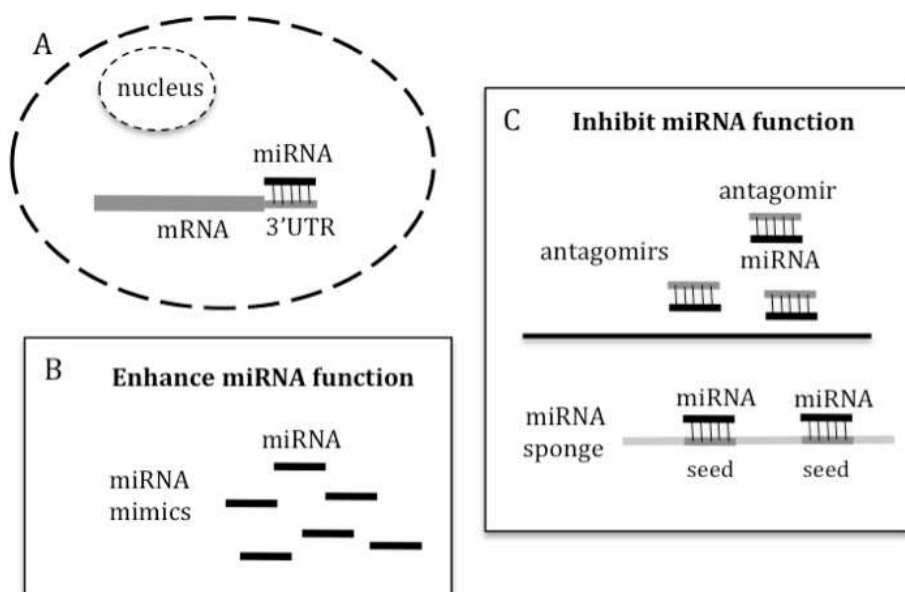 A
nucleus
miRNA
mRNA
3'UTR
B
Enhance miRNA function
miRNA
miRNA
mimics
C
Inhibit miRNA function
antagomir
antagomirs
miRNA
miRNA
miRNA
miRNA
sponge
seed
seed